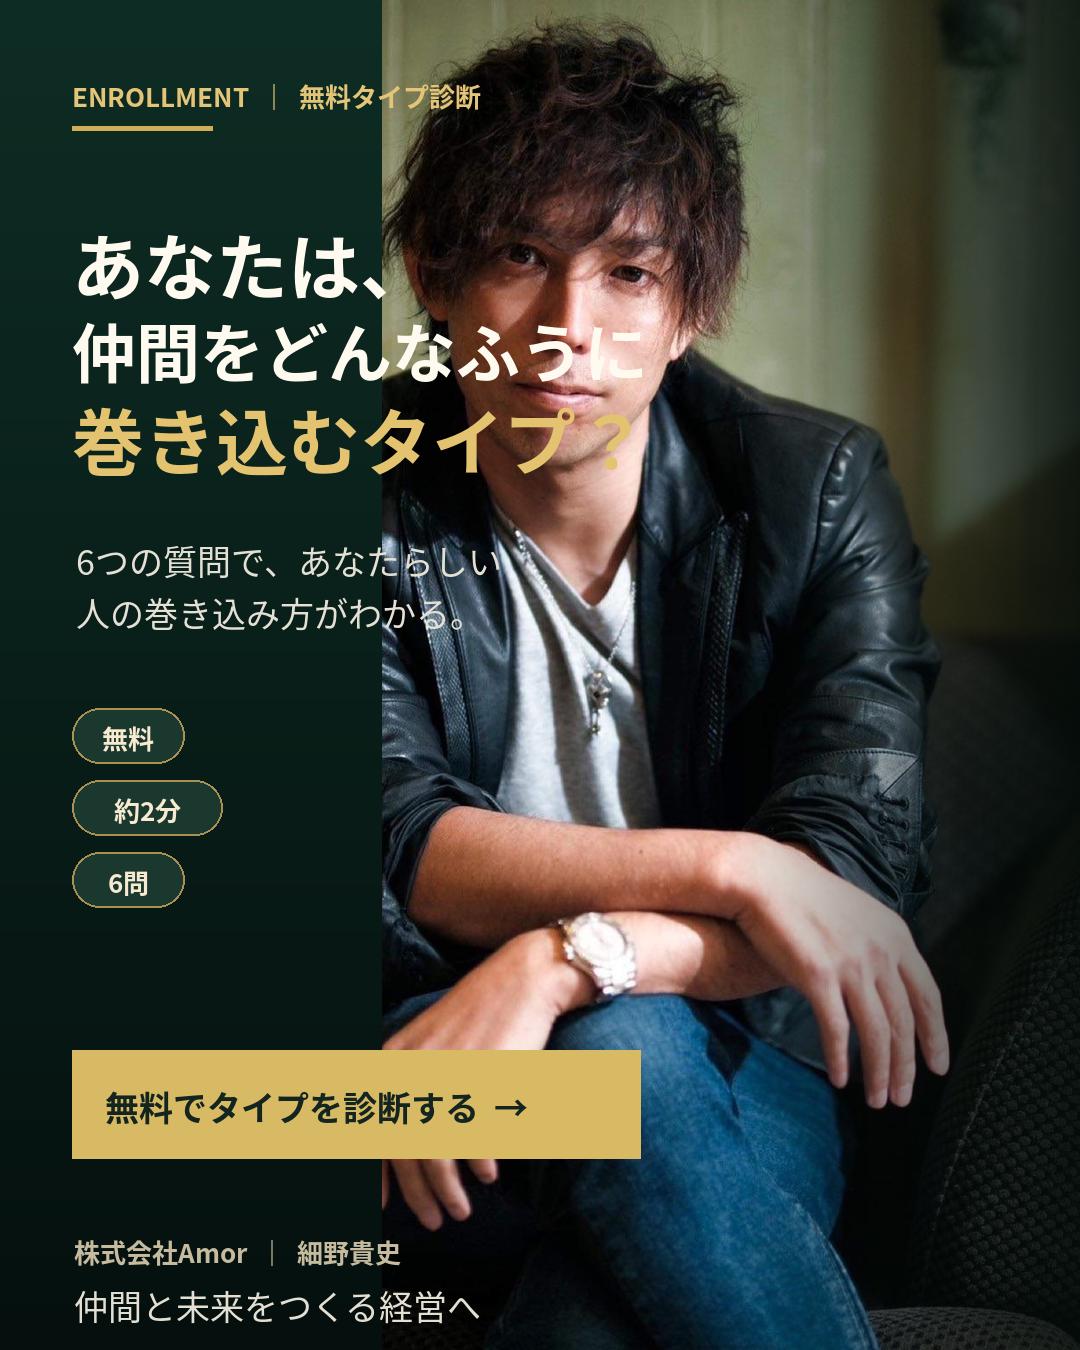 ENROLLMENT ｜ 無料タイプ診断
あなたは、
仲間をどんなふうに
巻き込むタイプ？
6つの質問で、あなたらしい
人の巻き込み方がわかる。
無料
約2分
6問
無料でタイプを診断する →
株式会社Amor ｜ 細野貴史
仲間と未来をつくる経営へ